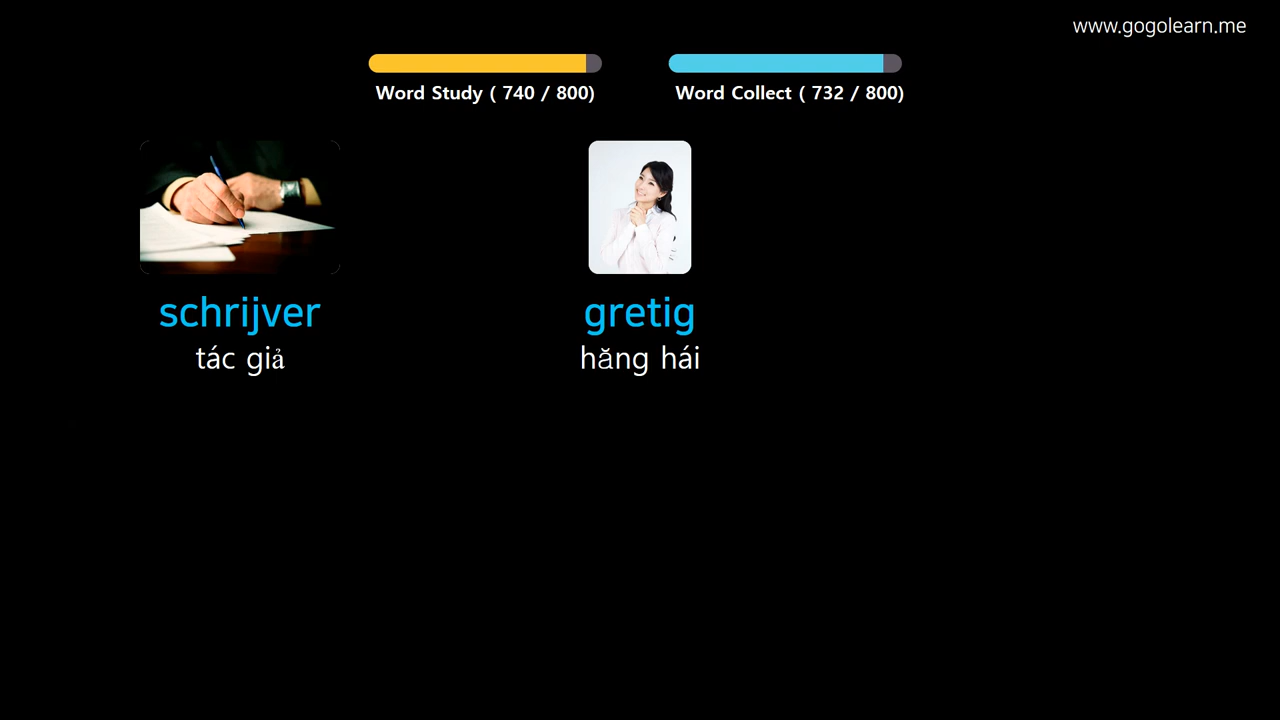 www.gogolearn.me
Word Study ( 740 / 800)
Word Collect ( 732 / 800)
schrijver
tác giả
gretig
hăng hái